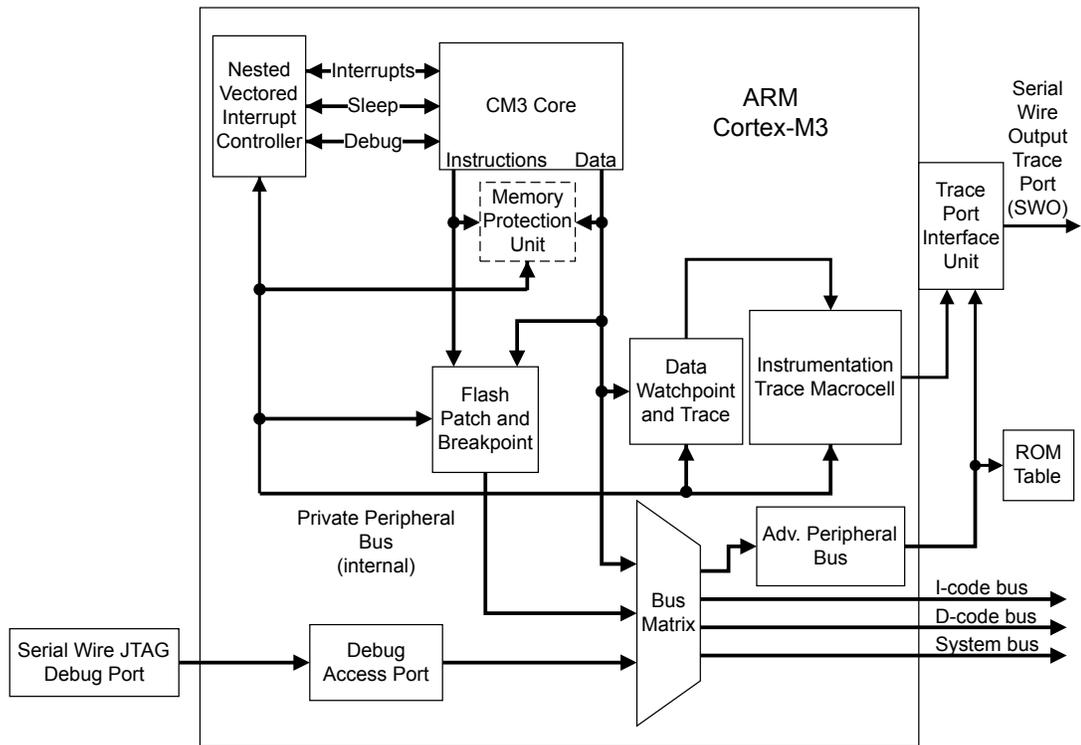 Nested
Vectored
Interrupt
Controller
Interrupts
Sleep
Debug
CM3 Core
Instructions
Data
ARM
Cortex-M3
Memory
Protection
Unit
Serial
Wire
Output
Trace
Port
(SWO)
Trace
Port
Interface
Unit
Flash
Patch and
Breakpoint
Data
Watchpoint
and Trace
Instrumentation
Trace Macrocell
ROM
Table
Private Peripheral
Bus
(internal)
Adv. Peripheral
Bus
Bus
Matrix
I-code bus
D-code bus
System bus
Serial Wire JTAG
Debug Port
Debug
Access Port